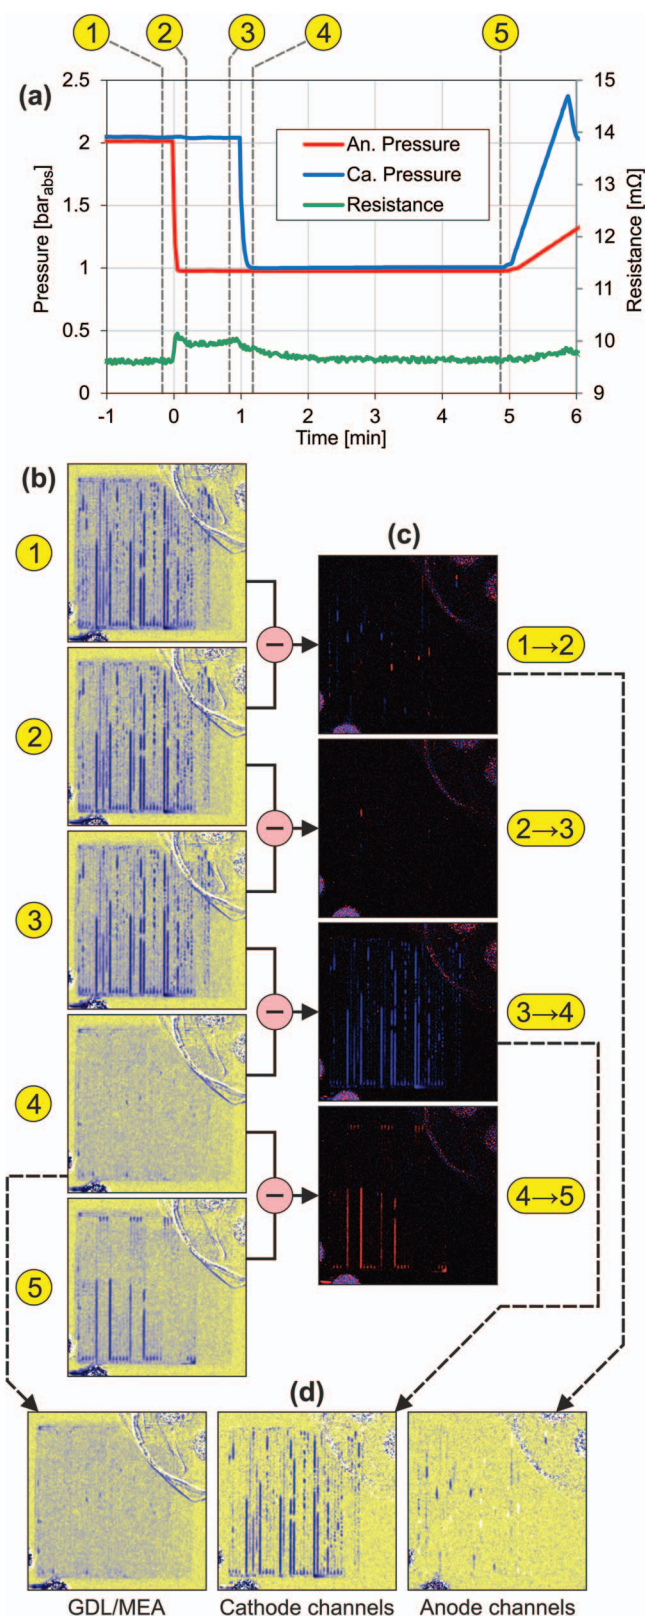 1 2 3 4 5
(a)
2.5 15
2 14
1.5 13
1 12
0.5 11
0 10
9
Pressure [bar_abs.]
Resistance [mΩ]
An. Pressure
Ca. Pressure
Resistance
-1 0 1 2 3 4 5 6
Time [min]
(b)
(c)
1
2
3
4
5
1→2
2→3
3→4
4→5
(d)
GDL/MEA Cathode channels Anode channels